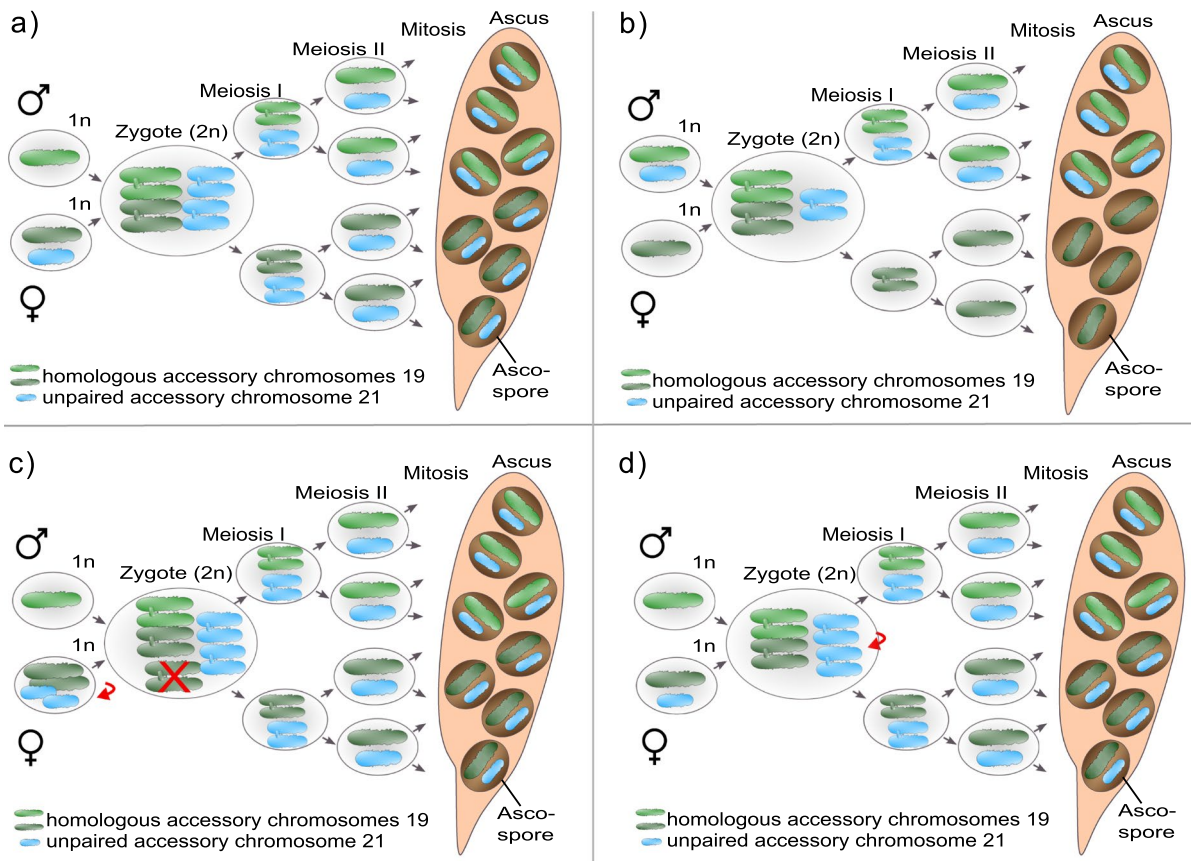 a)
Ascus
Mitosis
Meiosis II
Meiosis I
♂
1n
Zygote (2n)
1n
♀
homologous accessory chromosomes 19
unpaired accessory chromosome 21
Asco-
spore
b)
Ascus
Mitosis
Meiosis II
Meiosis I
♂
1n
Zygote (2n)
1n
♀
homologous accessory chromosomes 19
unpaired accessory chromosome 21
Asco-
spore
c)
Ascus
Mitosis
Meiosis II
Meiosis I
♂
1n
Zygote (2n)
1n
♀
homologous accessory chromosomes 19
unpaired accessory chromosome 21
Asco-
spore
d)
Ascus
Mitosis
Meiosis II
Meiosis I
♂
1n
Zygote (2n)
1n
♀
homologous accessory chromosomes 19
unpaired accessory chromosome 21
Asco-
spore